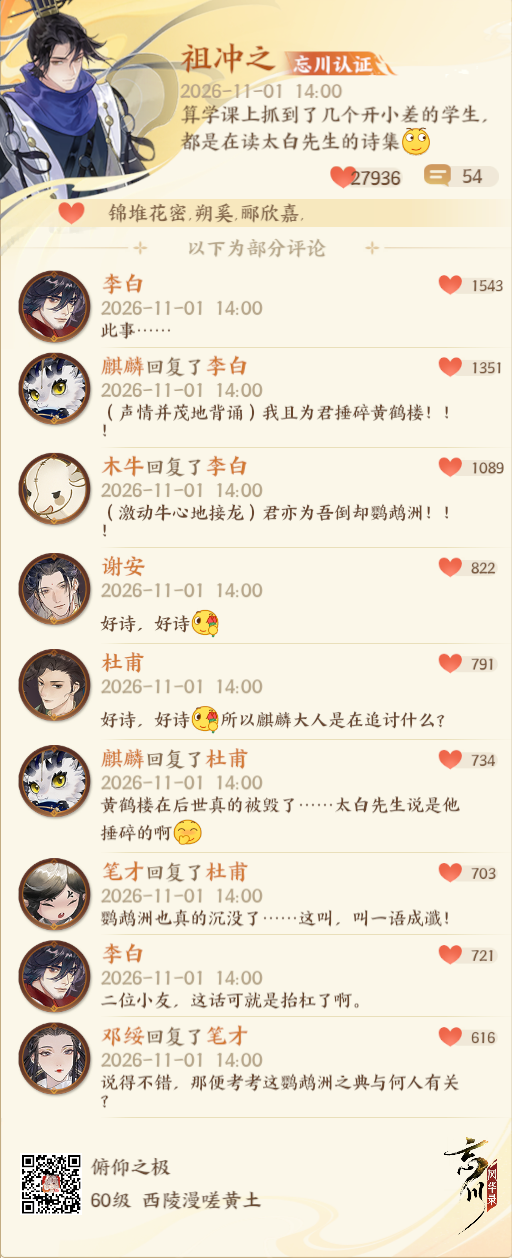 祖冲之 忘川认证
2026-11-01 14:00
算学课上抓到了几个开小差的学生，
都是在读太白先生的诗集
27936 54
锦堆花密,朔奚,郦欣嘉,
以下为部分评论
李白 1543
2026-11-01 14:00
此事……
麒麟回复了李白 1351
2026-11-01 14:00
（声情并茂地背诵）我且为君捶碎黄鹤楼！！
！
木牛回复了李白 1089
2026-11-01 14:00
（激动牛心地接龙）君亦为吾倒却鹦鹉洲！！
！
谢安 822
2026-11-01 14:00
好诗，好诗
杜甫 791
2026-11-01 14:00
好诗，好诗所以麒麟大人是在追讨什么？
麒麟回复了杜甫 734
2026-11-01 14:00
黄鹤楼在后世真的被毁了……太白先生说是他
捶碎的啊
笔才回复了杜甫 703
2026-11-01 14:00
鹦鹉洲也真的沉没了……这叫，叫一语成谶！
李白 721
2026-11-01 14:00
二位小友，这话可就是抬杠了啊。
邓绥回复了笔才 616
2026-11-01 14:00
说得不错，那便考考这鹦鹉洲之典与何人有关
？
俯仰之极
60级 西陵漫嗟黄土
忘川
风华录